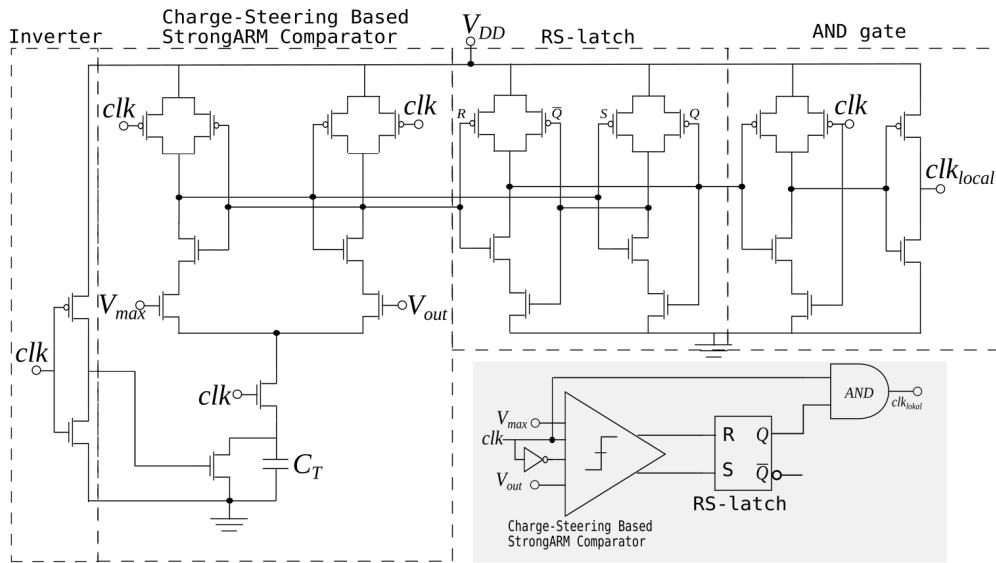 Charge-Steering Based
StrongARM Comparator
Inverter
V_DD
RS-latch
AND gate
clk
clk
R
Q̅
S
Q
clk
clk_local
V_max
V_out
clk
clk
C_T
V_max
clk
V_out
R
S
Q
Q̅
RS-latch
AND
clk_lokal
Charge-Steering Based
StrongARM Comparator